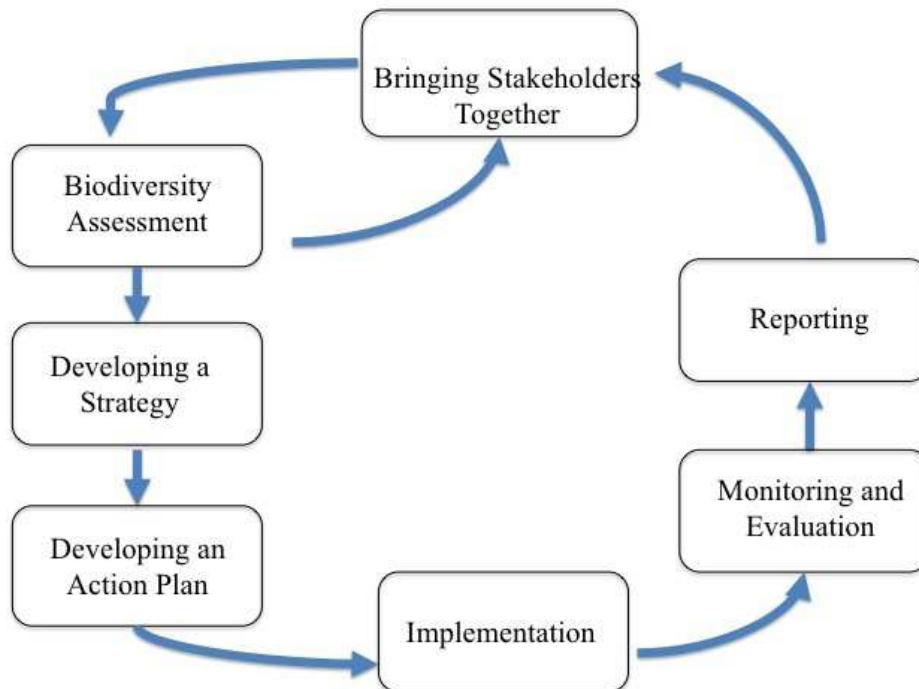 Bringing Stakeholders
Together
Biodiversity
Assessment
Developing a
Strategy
Developing an
Action Plan
Implementation
Monitoring and
Evaluation
Reporting